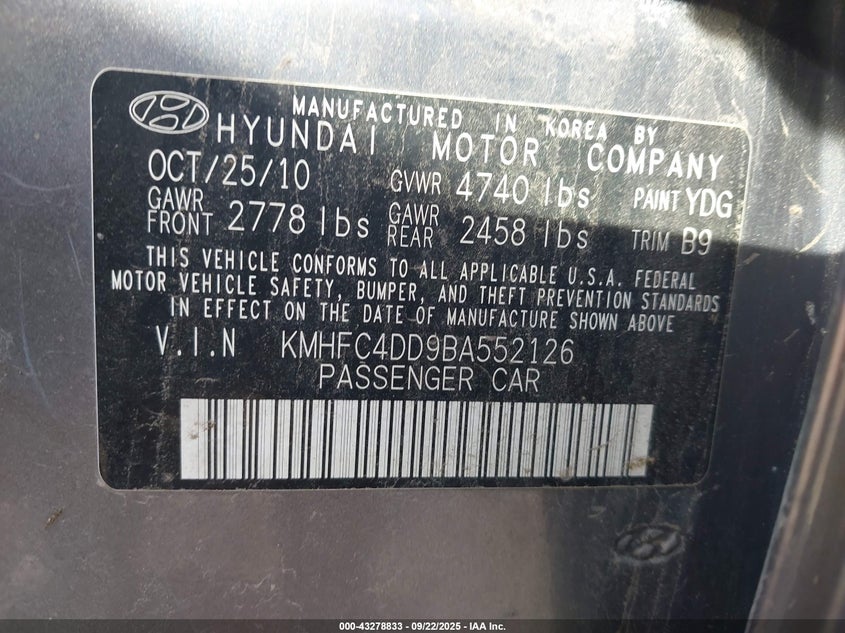 MANUFACTURED IN KOREA BY
HYUNDAI MOTOR COMPANY
OCT/25/10 GVWR 4740 lbs PAINT YDG
GAWR FRONT 2778 lbs GAWR REAR 2458 lbs TRIM B9
THIS VEHICLE CONFORMS TO ALL APPLICABLE U.S.A. FEDERAL
MOTOR VEHICLE SAFETY, BUMPER, AND THEFT PREVENTION STANDARDS
IN EFFECT ON THE DATE OF MANUFACTURE SHOWN ABOVE
V.I.N KMHFC4DD9BA552126
PASSENGER CAR
000-43278833 - 09/22/2025 - IAA Inc.